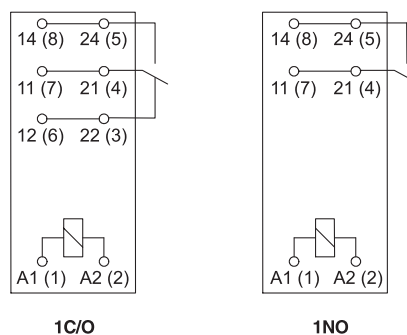 14 (8) 24 (5)
11 (7) 21 (4)
12 (6) 22 (3)
A1 (1) A2 (2)
1C/O
14 (8) 24 (5)
11 (7) 21 (4)
A1 (1) A2 (2)
1NO